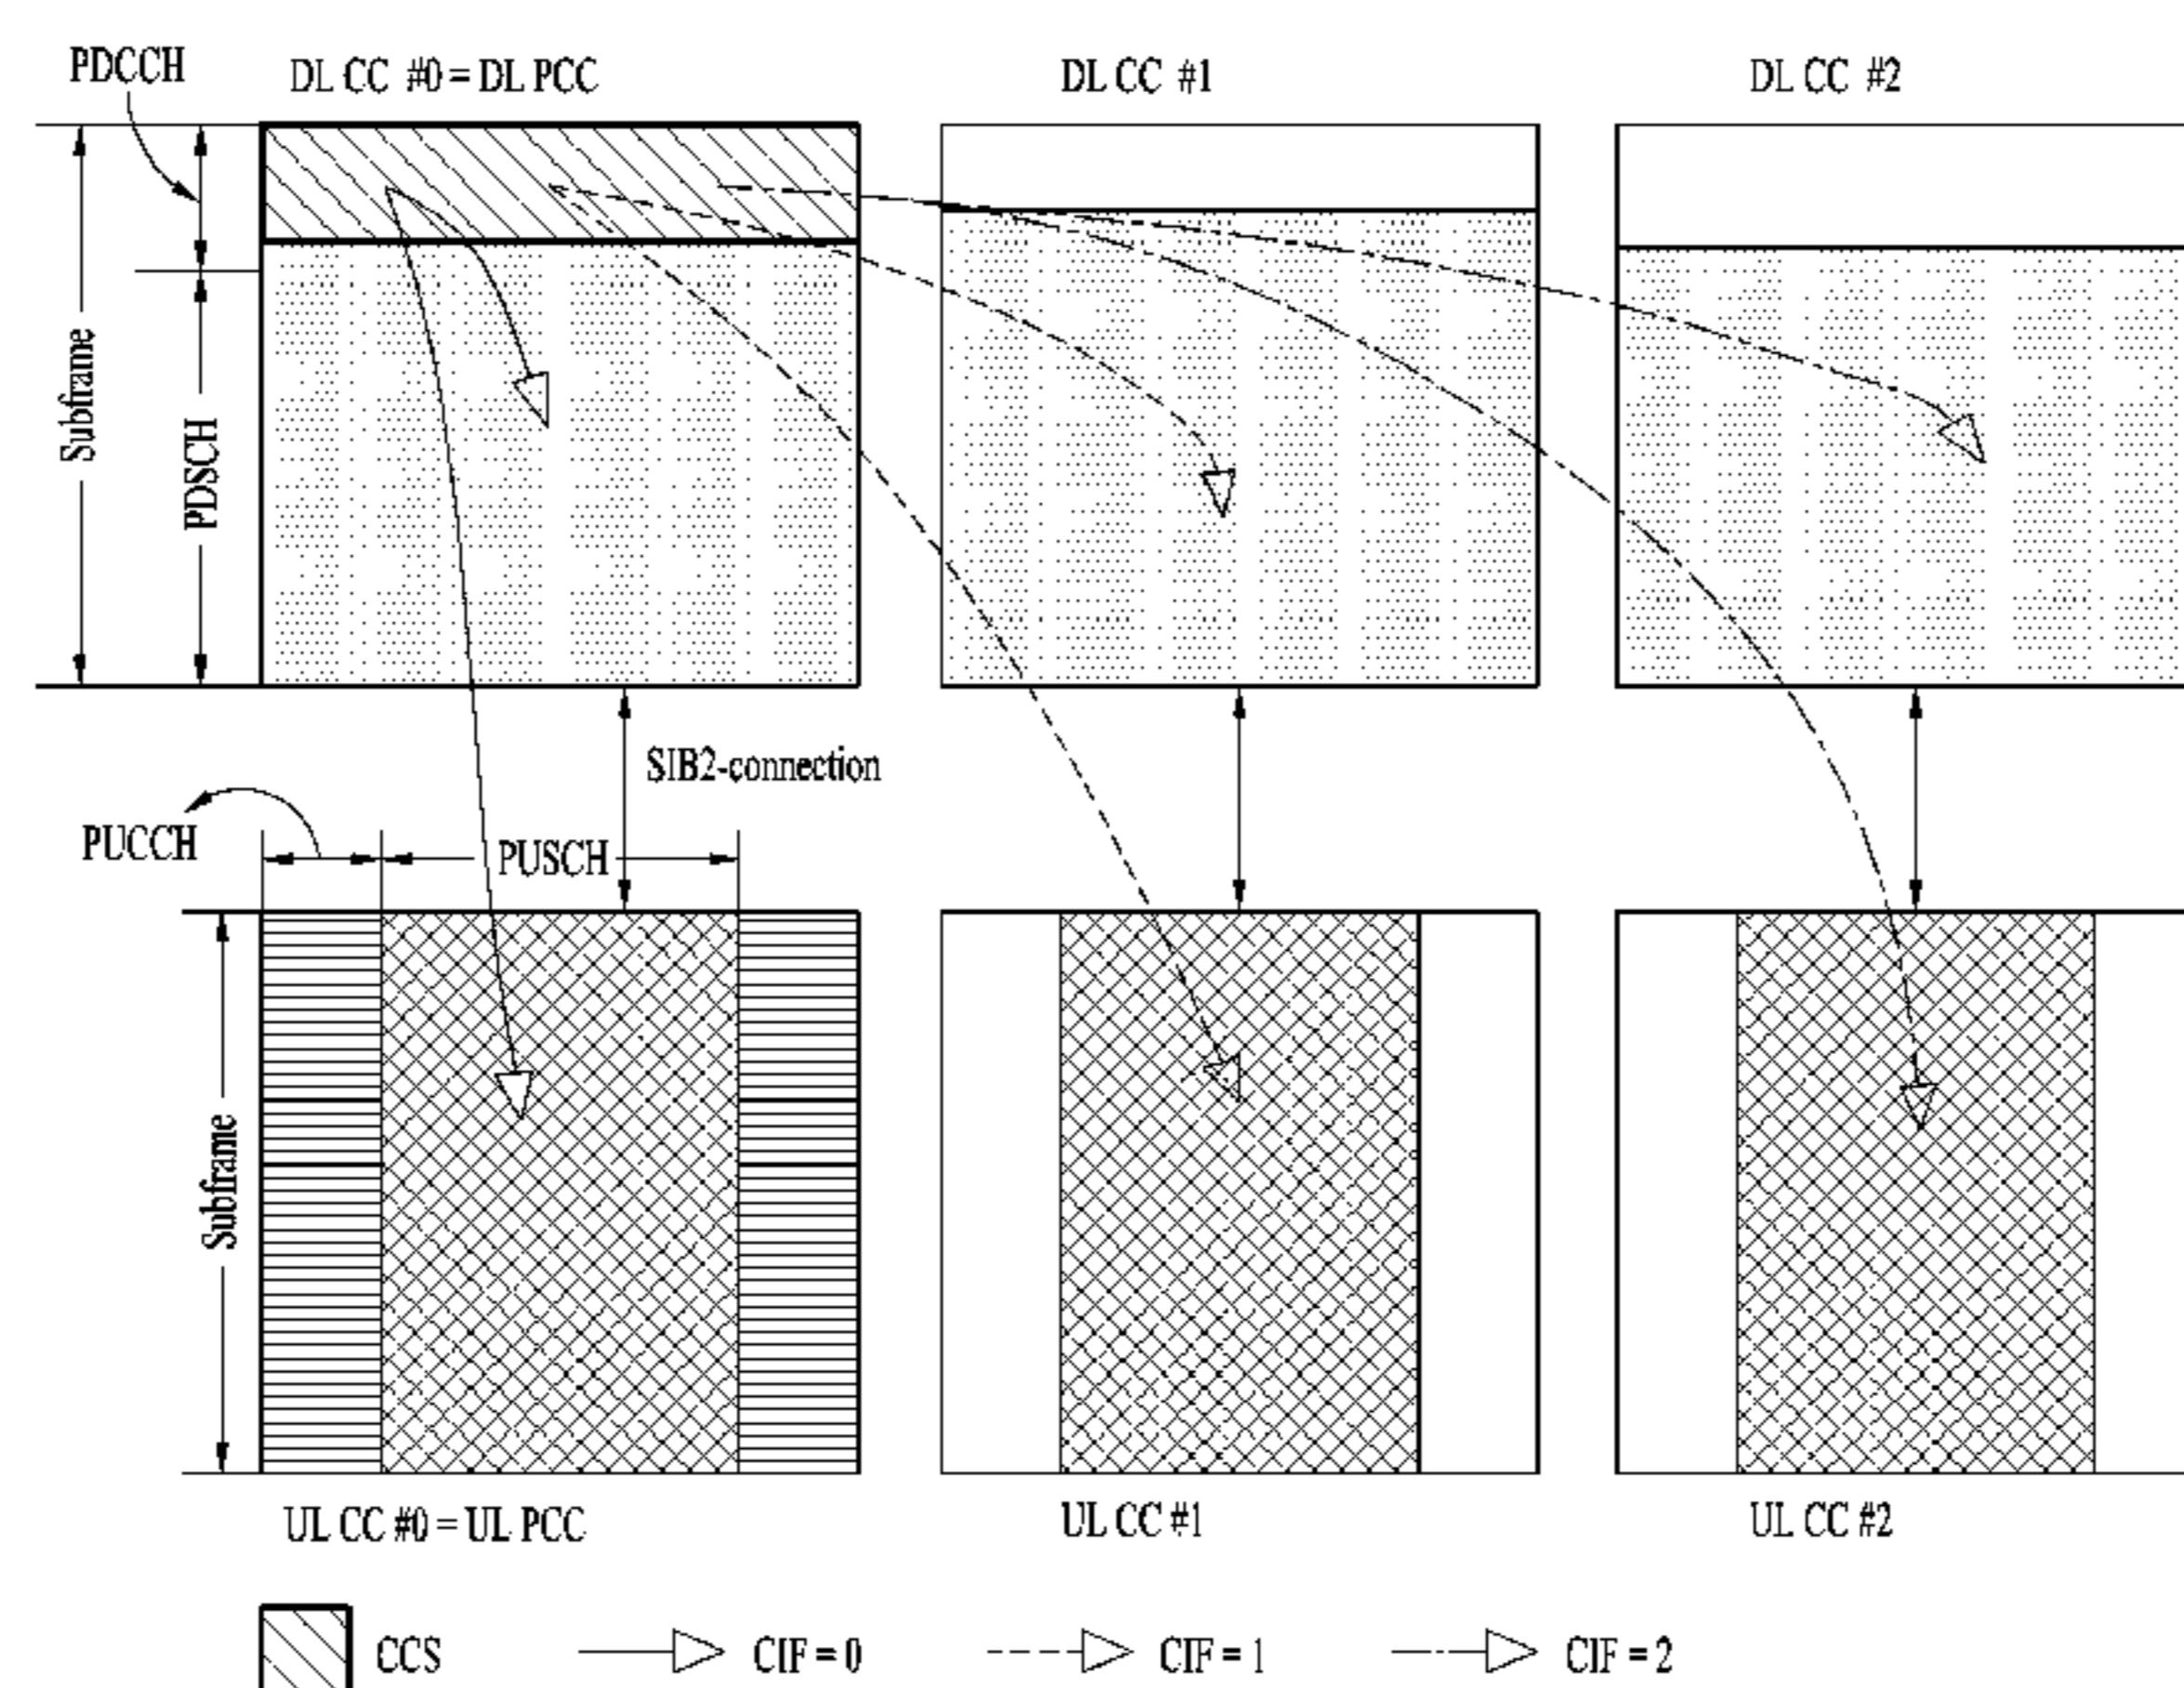 PDCCH
DL CC #0 = DL PCC
DL CC #1
DL CC #2
Subframe
PDSCH
SIB2-connection
PUCCH
PUSCH
Subframe
UL CC #0 = UL PCC
UL CC #1
UL CC #2
CCS
CIF = 0
CIF = 1
CIF = 2